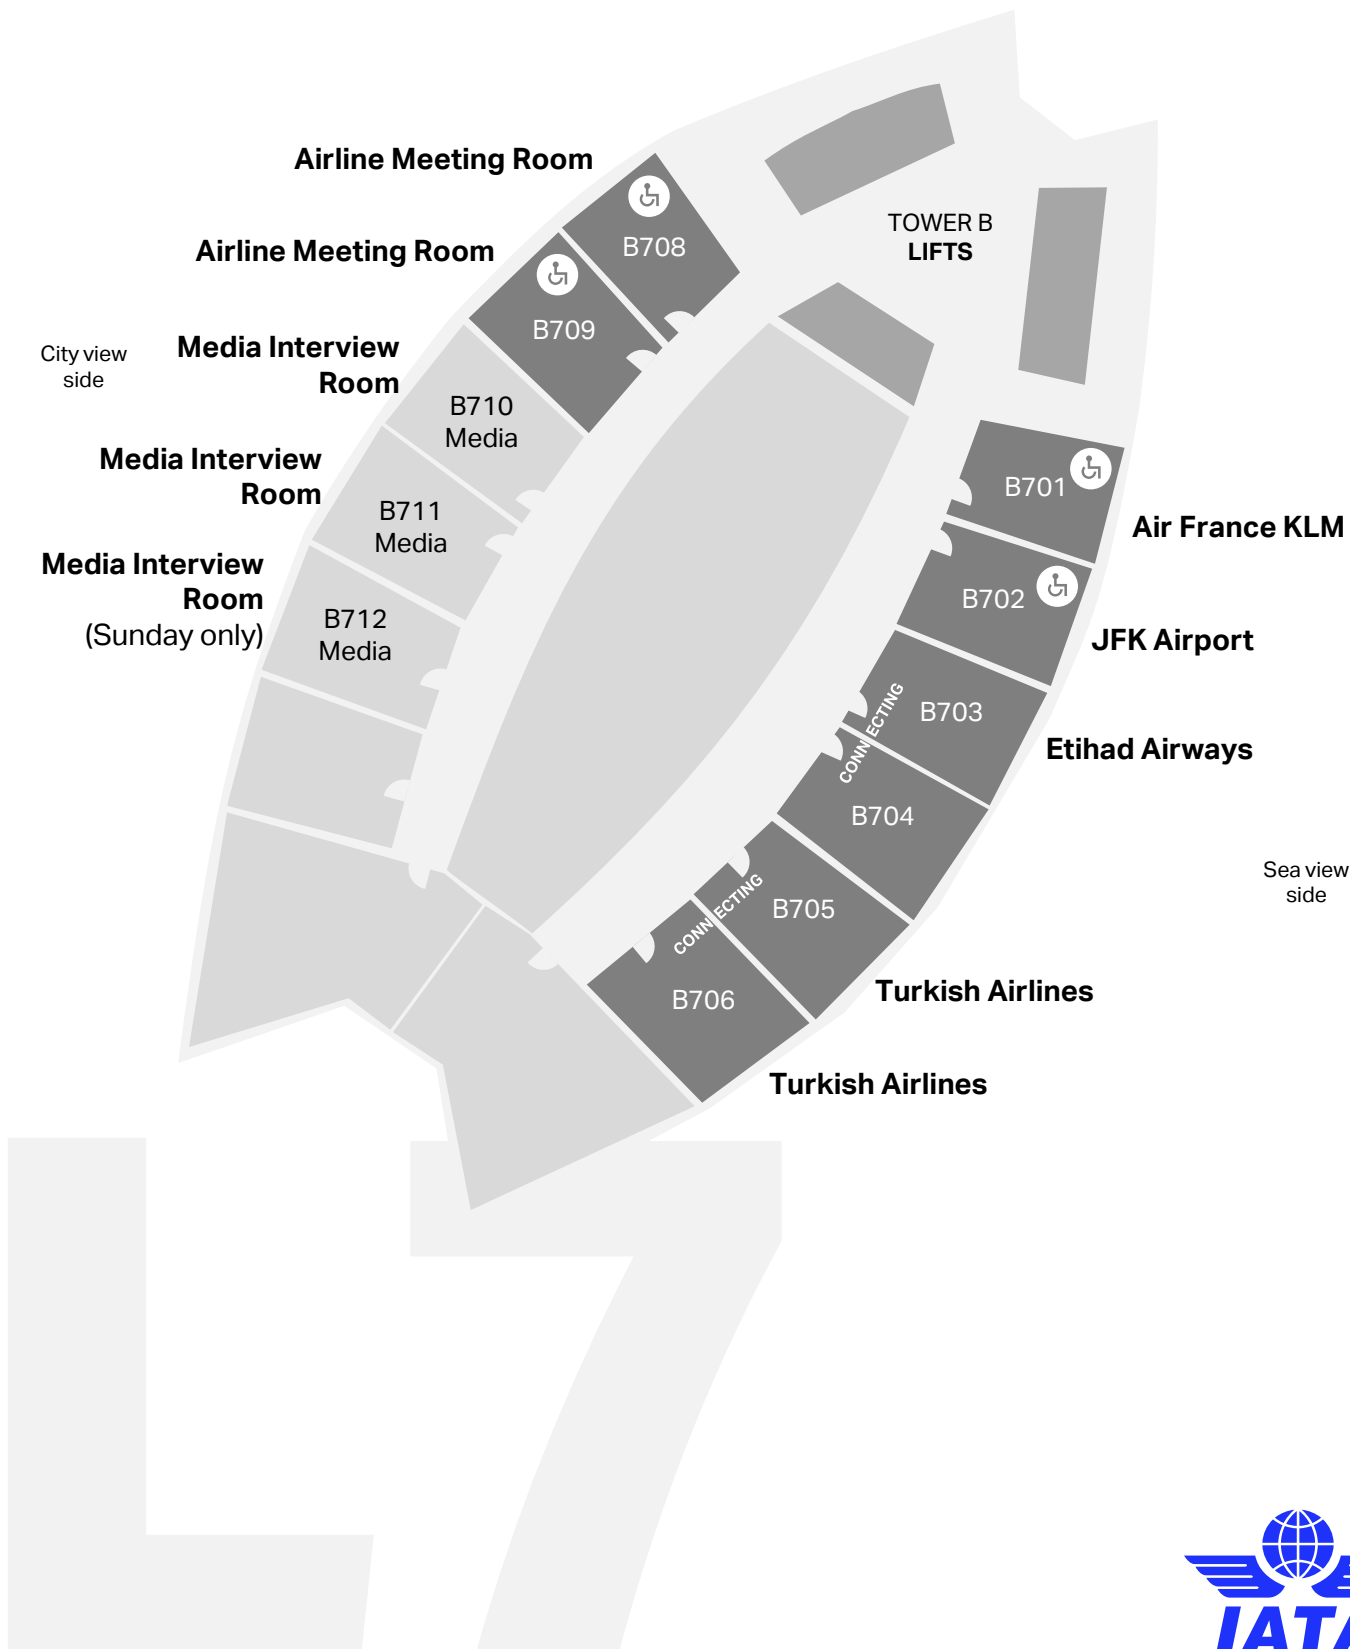 Airline Meeting Room
B708
TOWER B
LIFTS
Airline Meeting Room
B709
City view
side
Media Interview
Room
B710
Media
Media Interview
Room
B711
Media
Media Interview
Room
(Sunday only)
B712
Media
B701
Air France KLM
B702
JFK Airport
B703
CONNECTING
Etihad Airways
B704
Sea view
side
B705
CONNECTING
Turkish Airlines
B706
Turkish Airlines
L7
IATA